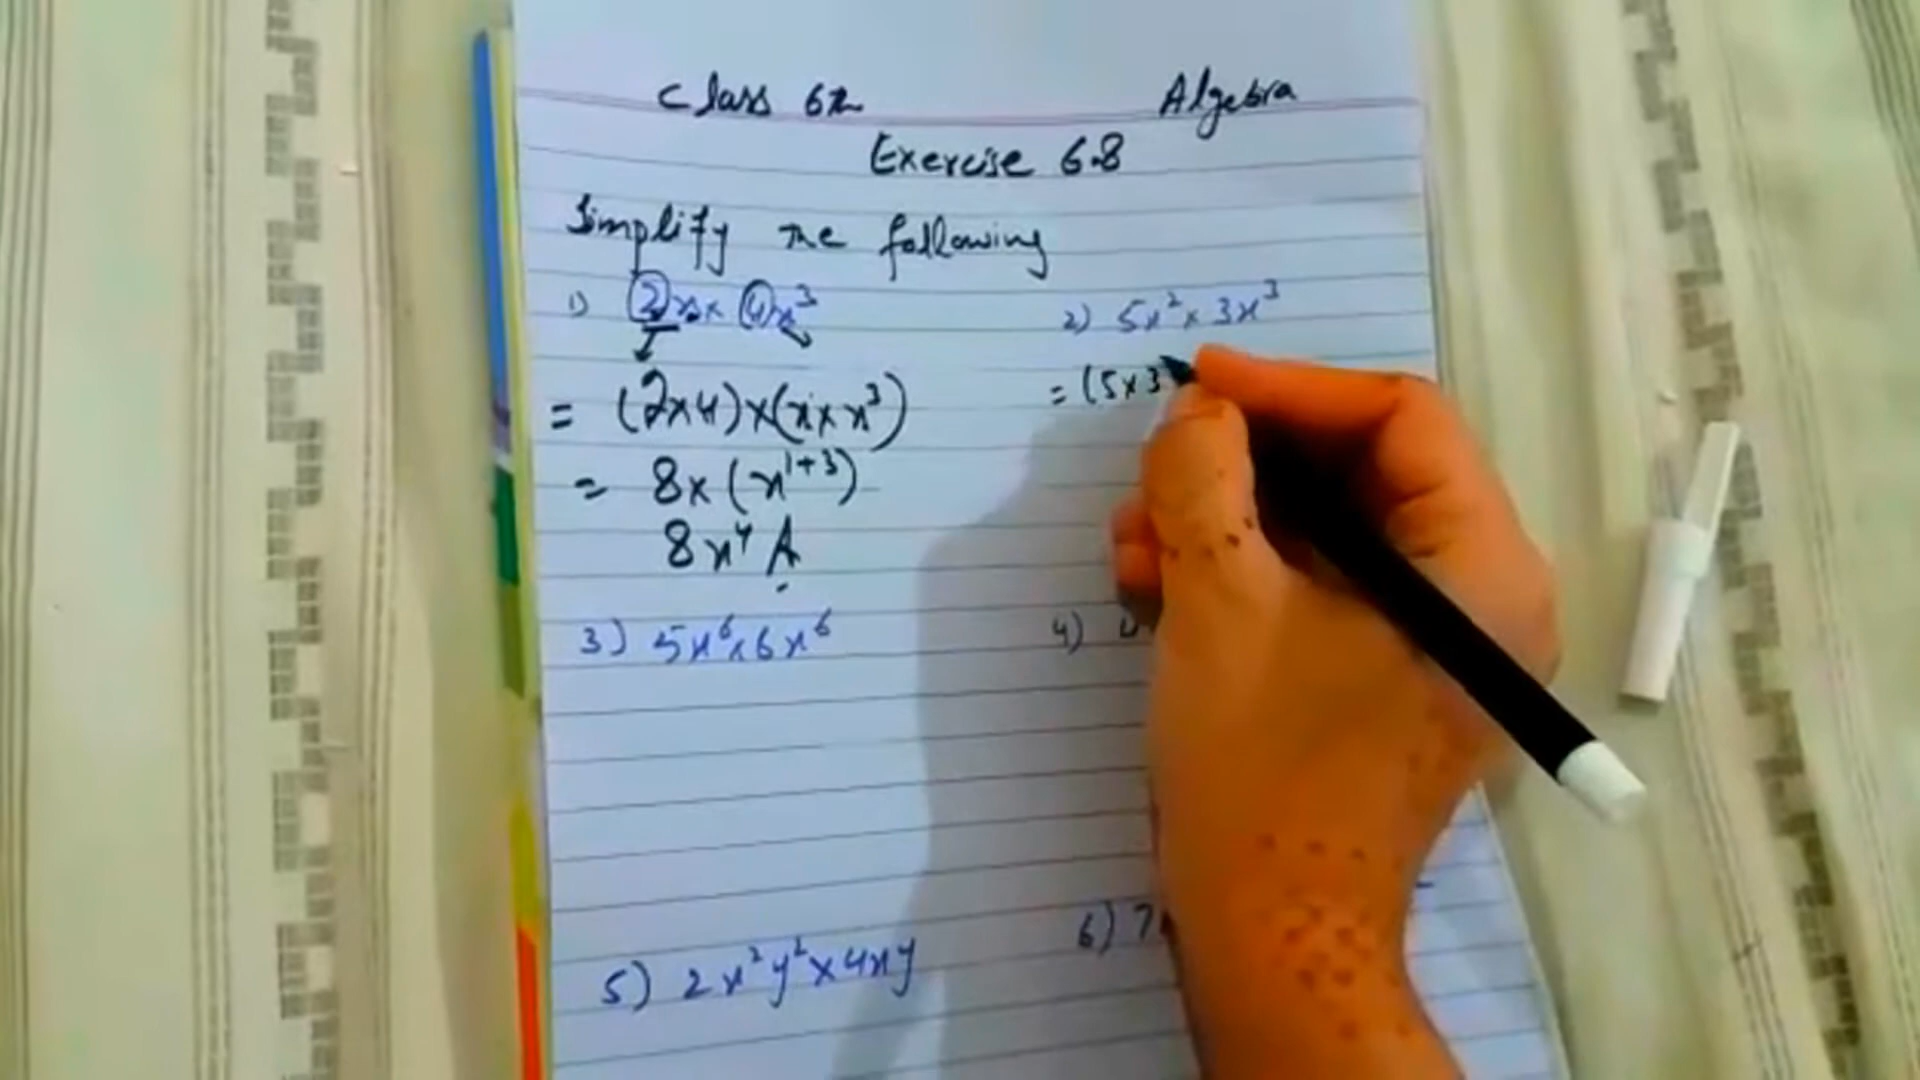 Class 6th Algebra
Exercise 6.8
Simplify the following
1) 2x × 4x³
= (2×4)×(x×x³)
= 8×(x¹⁺³)
8x⁴ A
2) 5x² × 3x³
= (5×3
3) 5x⁶×6x⁶
4)
5) 2x²y²×4xy
6) 7